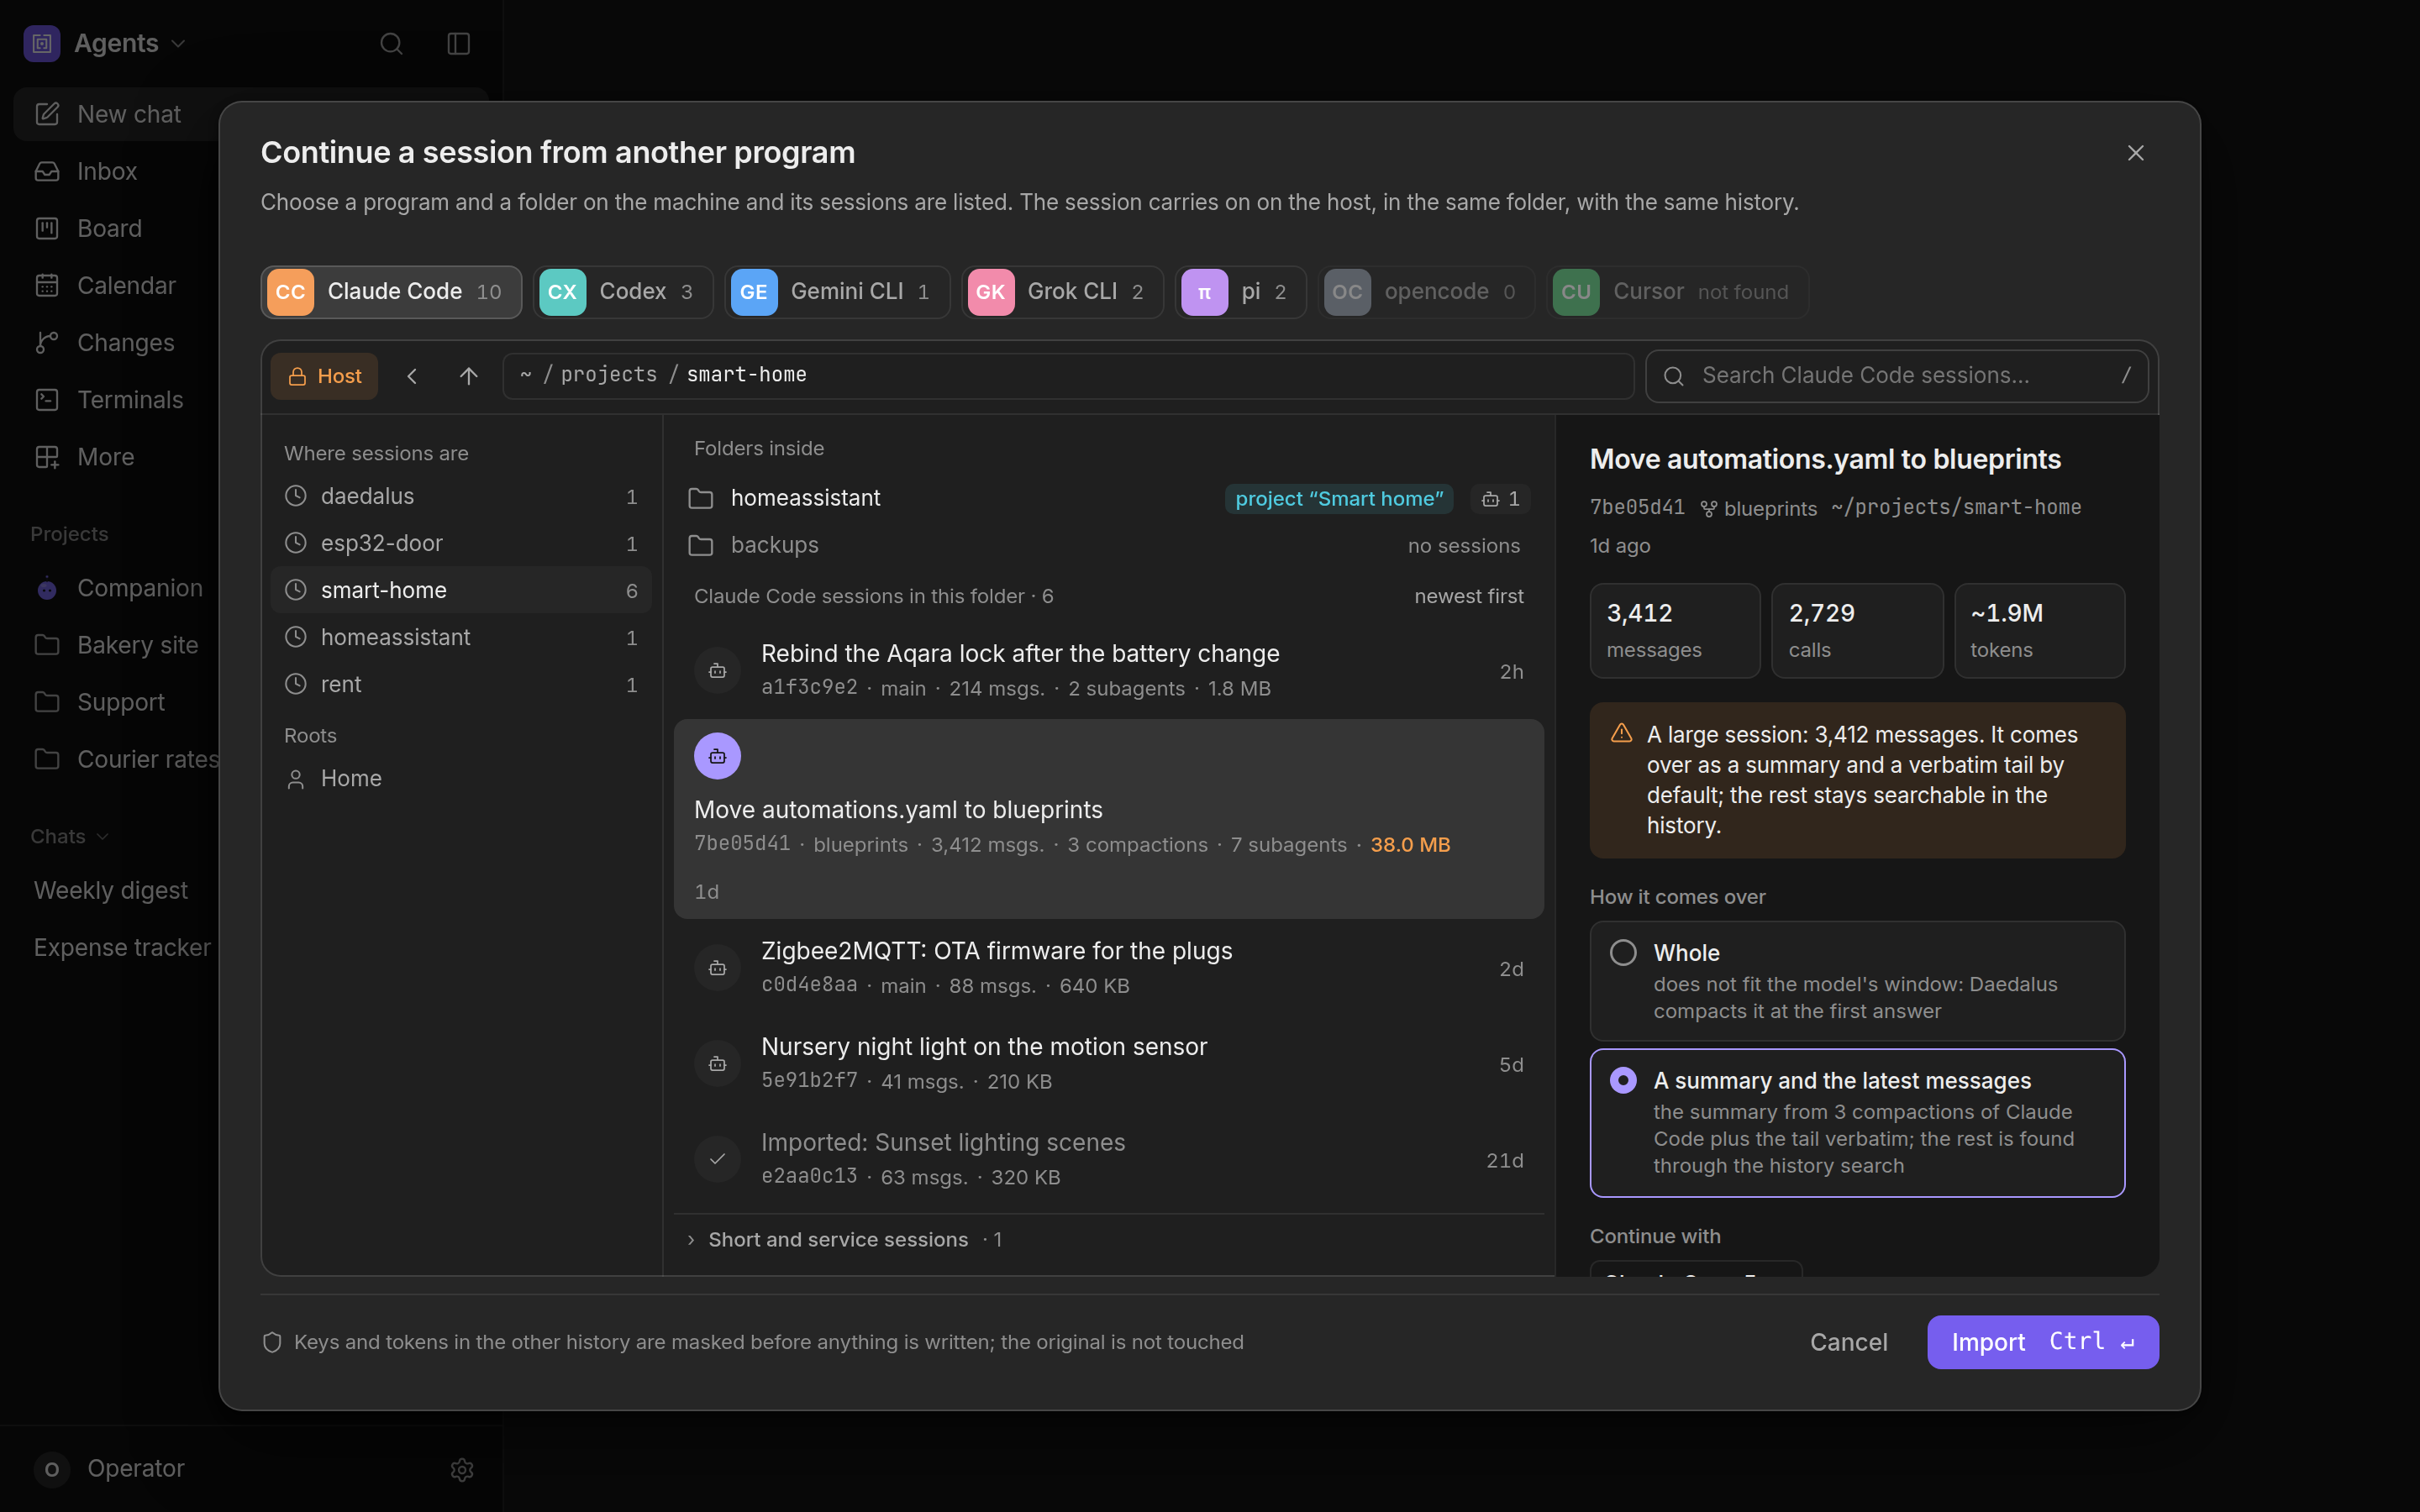 Agents
New chat
Inbox
Board
Calendar
Changes
Terminals
More
Projects
Companion
Bakery site
Support
Courier rates
Chats
Weekly digest
Expense tracker
O Operator
Continue a session from another program
Choose a program and a folder on the machine and its sessions are listed. The session carries on on the host, in the same folder, with the same history.
CC Claude Code 10
CX Codex 3
GE Gemini CLI 1
GK Grok CLI 2
π pi 2
OC opencode 0
CU Cursor not found
Host
~ / projects / smart-home
Search Claude Code sessions... /
Where sessions are
daedalus 1
esp32-door 1
smart-home 6
homeassistant 1
rent 1
Roots
Home
Folders inside
homeassistant project “Smart home” 1
backups no sessions
Claude Code sessions in this folder · 6 newest first
Rebind the Aqara lock after the battery change
a1f3c9e2 · main · 214 msgs. · 2 subagents · 1.8 MB
2h
Move automations.yaml to blueprints
7be05d41 · blueprints · 3,412 msgs. · 3 compactions · 7 subagents · 38.0 MB
1d
Zigbee2MQTT: OTA firmware for the plugs
c0d4e8aa · main · 88 msgs. · 640 KB
2d
Nursery night light on the motion sensor
5e91b2f7 · 41 msgs. · 210 KB
5d
Imported: Sunset lighting scenes
e2aa0c13 · 63 msgs. · 320 KB
21d
Short and service sessions · 1
Move automations.yaml to blueprints
7be05d41 blueprints ~/projects/smart-home
1d ago
3,412 messages
2,729 calls
~1.9M tokens
A large session: 3,412 messages. It comes
over as a summary and a verbatim tail by
default; the rest stays searchable in the
history.
How it comes over
Whole
does not fit the model's window: Daedalus
compacts it at the first answer
A summary and the latest messages
the summary from 3 compactions of Claude
Code plus the tail verbatim; the rest is found
through the history search
Continue with
Keys and tokens in the other history are masked before anything is written; the original is not touched
Cancel
Import Ctrl ↵